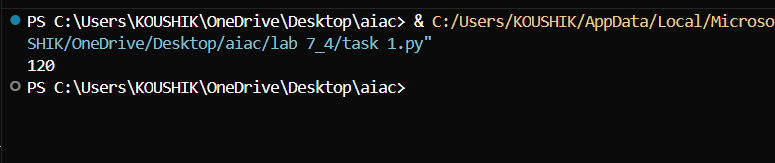 PS C:\Users\KOUSHIK\OneDrive\Desktop\aiac> & C:/Users/KOUSHIK/AppData/Local/Microso
SHIK/OneDrive/Desktop/aiac/lab 7_4/task 1.py"
120
PS C:\Users\KOUSHIK\OneDrive\Desktop\aiac>